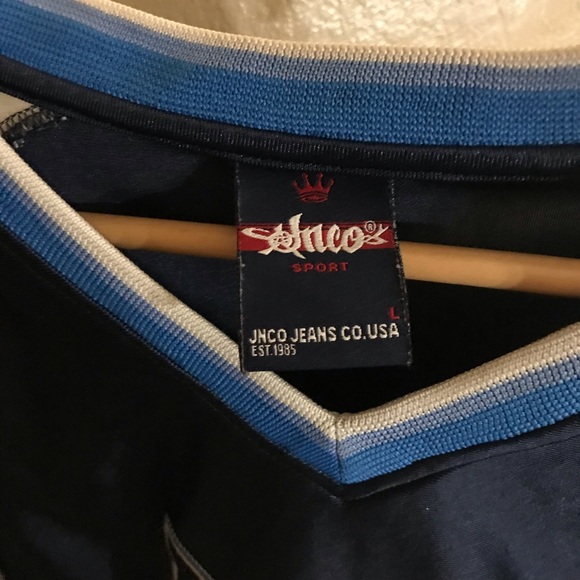 JNCO®
SPORT
L
JNCO JEANS CO.USA
EST.1985